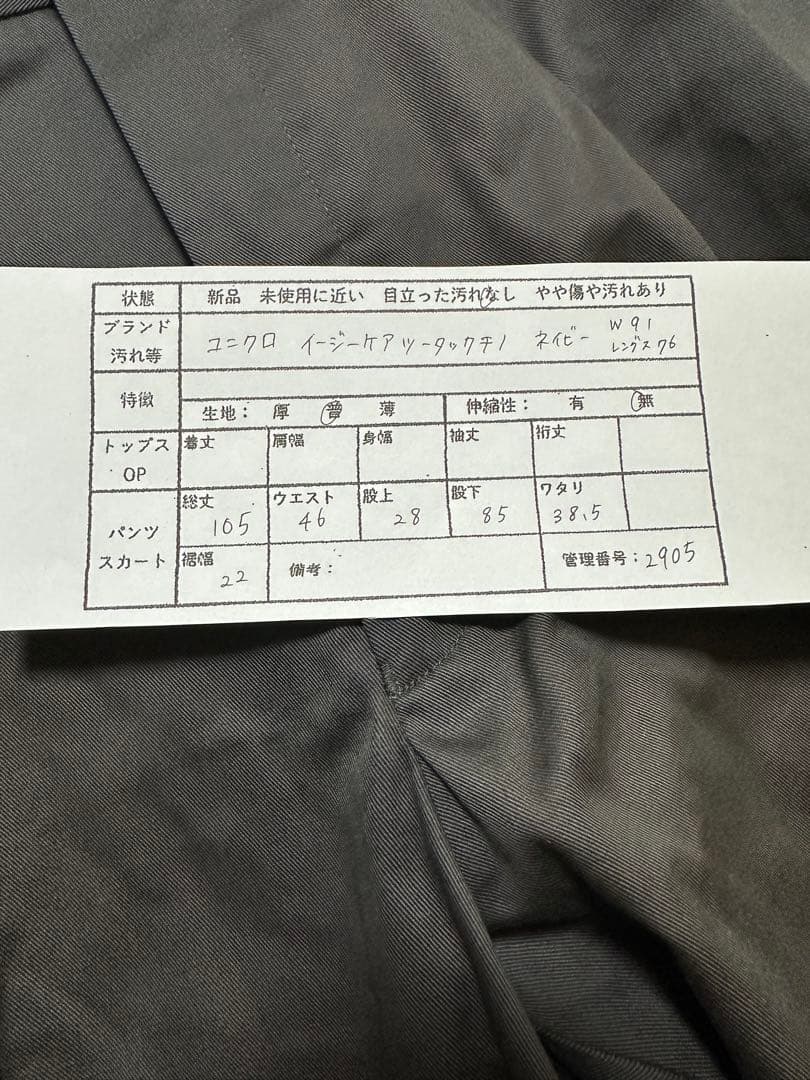 状態 新品 未使用に近い 目立った汚れなし やや傷や汚れあり
ブランド 汚れ等 ユニクロ イージーケアツータックチノ ネイビー W91 レングス76
特徴
生地： 厚 普 薄 伸縮性： 有 無
トップス OP 着丈 肩幅 身幅 袖丈 裄丈
パンツ スカート 総丈 105 ウエスト 46 股上 28 股下 85 ワタリ 38.5
裾幅 22 備考： 管理番号：2905